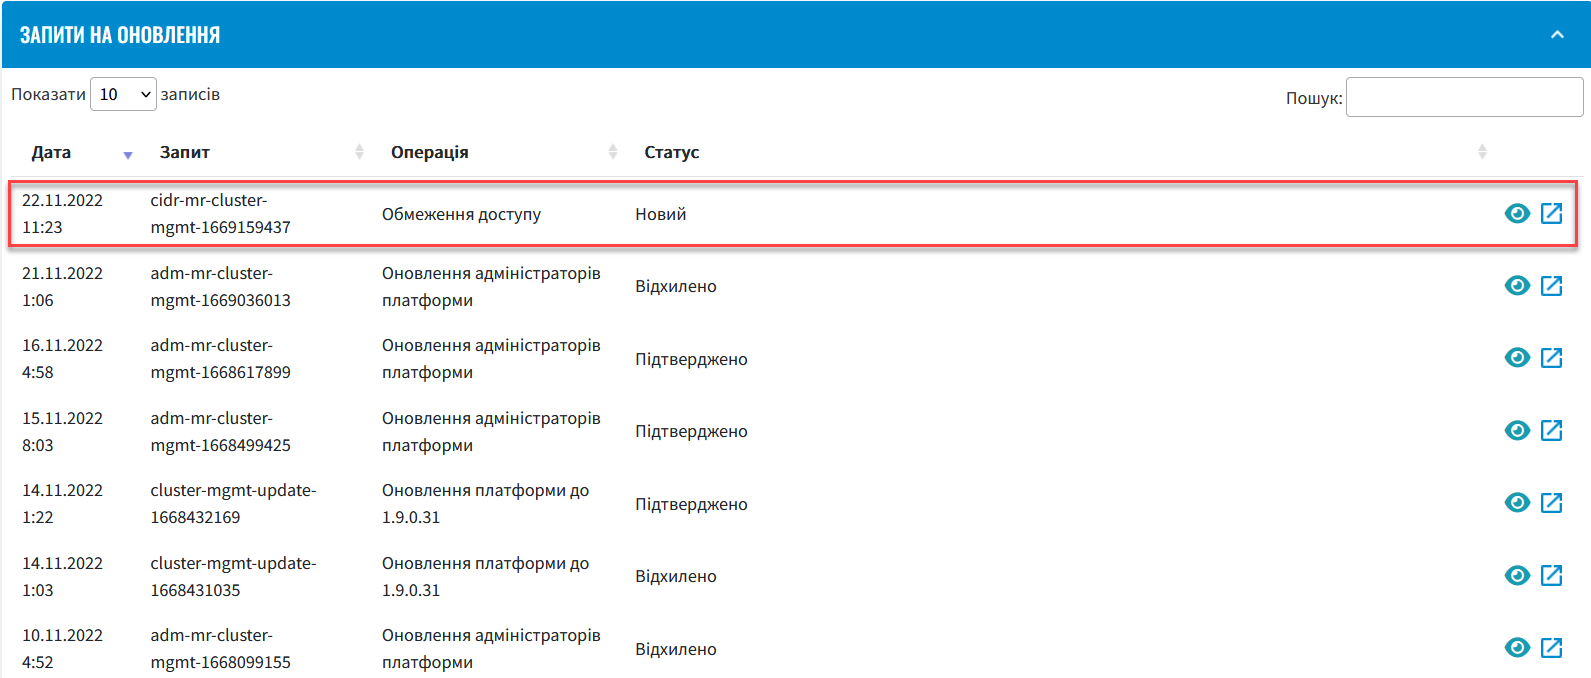 ЗАПИТИ НА ОНОВЛЕННЯ
Показати 10 записів
Пошук:
Дата Запит Операція Статус
22.11.2022 cidr-mr-cluster-
11:23 mgmt-1669159437 Обмеження доступу Новий
21.11.2022 adm-mr-cluster- Оновлення адміністраторів
1:06 mgmt-1669036013 платформи Відхилено
16.11.2022 adm-mr-cluster- Оновлення адміністраторів
4:58 mgmt-1668617899 платформи Підтверджено
15.11.2022 adm-mr-cluster- Оновлення адміністраторів
8:03 mgmt-1668499425 платформи Підтверджено
14.11.2022 cluster-mgmt-update- Оновлення платформи до
1:22 1668432169 1.9.0.31 Підтверджено
14.11.2022 cluster-mgmt-update- Оновлення платформи до
1:03 1668431035 1.9.0.31 Відхилено
10.11.2022 adm-mr-cluster- Оновлення адміністраторів
4:52 mgmt-1668099155 платформи Відхилено